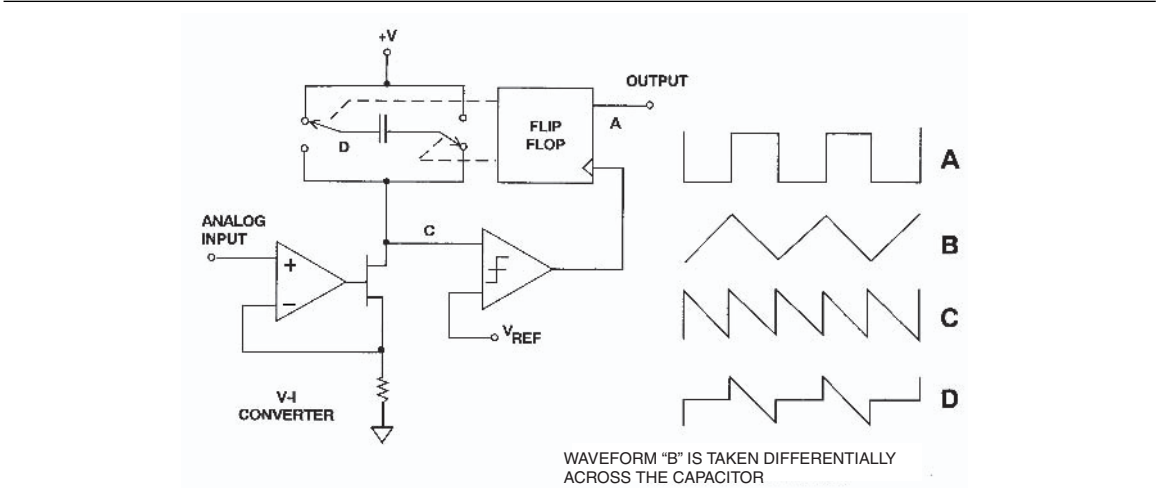 +V
OUTPUT
FLIP
FLOP
A
D
A
ANALOG
INPUT
C
B
+
−
VREF
C
V-I
CONVERTER
D
WAVEFORM “B” IS TAKEN DIFFERENTIALLY
ACROSS THE CAPACITOR